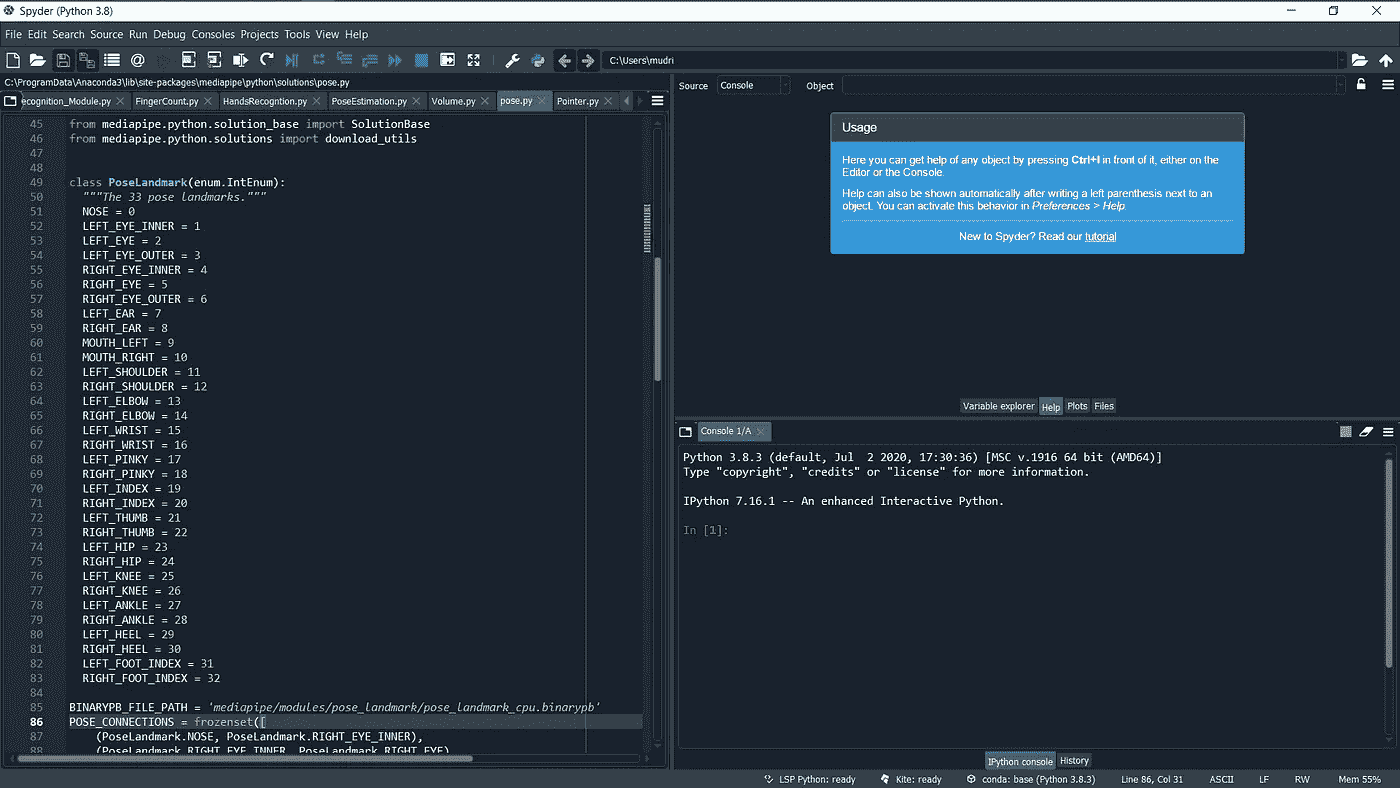 Spyder (Python 3.8)
File Edit Search Source Run Debug Consoles Projects Tools View Help
C:\Users\mudri
C:\ProgramData\Anaconda3\lib\site-packages\mediapipe\python\solutions\pose.py
ecognition_Module.py FingerCount.py HandsRecogntion.py PoseEstimation.py Volume.py pose.py Pointer.py
45 from mediapipe.python.solution_base import SolutionBase
46 from mediapipe.python.solutions import download_utils
47
48
49 class PoseLandmark(enum.IntEnum):
50 """The 33 pose landmarks."""
51 NOSE = 0
52 LEFT_EYE_INNER = 1
53 LEFT_EYE = 2
54 LEFT_EYE_OUTER = 3
55 RIGHT_EYE_INNER = 4
56 RIGHT_EYE = 5
57 RIGHT_EYE_OUTER = 6
58 LEFT_EAR = 7
59 RIGHT_EAR = 8
60 MOUTH_LEFT = 9
61 MOUTH_RIGHT = 10
62 LEFT_SHOULDER = 11
63 RIGHT_SHOULDER = 12
64 LEFT_ELBOW = 13
65 RIGHT_ELBOW = 14
66 LEFT_WRIST = 15
67 RIGHT_WRIST = 16
68 LEFT_PINKY = 17
69 RIGHT_PINKY = 18
70 LEFT_INDEX = 19
71 RIGHT_INDEX = 20
72 LEFT_THUMB = 21
73 RIGHT_THUMB = 22
74 LEFT_HIP = 23
75 RIGHT_HIP = 24
76 LEFT_KNEE = 25
77 RIGHT_KNEE = 26
78 LEFT_ANKLE = 27
79 RIGHT_ANKLE = 28
80 LEFT_HEEL = 29
81 RIGHT_HEEL = 30
82 LEFT_FOOT_INDEX = 31
83 RIGHT_FOOT_INDEX = 32
84
85 BINARYPB_FILE_PATH = 'mediapipe/modules/pose_landmark/pose_landmark_cpu.binarypb'
86 POSE_CONNECTIONS = frozenset([
87 (PoseLandmark.NOSE, PoseLandmark.RIGHT_EYE_INNER),
88 (PoseLandmark.RIGHT_EYE_INNER, PoseLandmark.RIGHT_EYE)
Source Console Object
Usage
Here you can get help of any object by pressing Ctrl+I in front of it, either on the
Editor or the Console.
Help can also be shown automatically after writing a left parenthesis next to an
object. You can activate this behavior in Preferences > Help.
New to Spyder? Read our tutorial
Variable explorer Help Plots Files
Console 1/A
Python 3.8.3 (default, Jul 2 2020, 17:30:36) [MSC v.1916 64 bit (AMD64)]
Type "copyright", "credits" or "license" for more information.
IPython 7.16.1 -- An enhanced Interactive Python.
In [1]:
IPython console History
LSP Python: ready Kite: ready conda: base (Python 3.8.3) Line 86, Col 31 ASCII LF RW Mem 55%